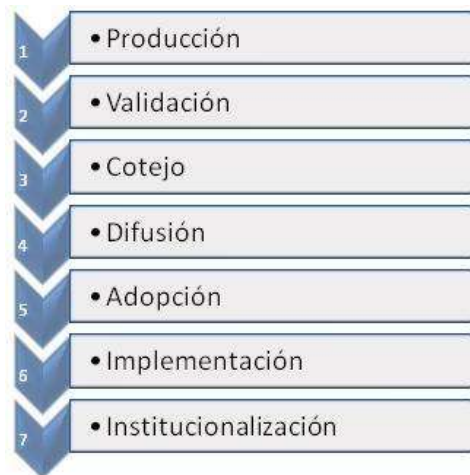 1 • Producción
2 • Validación
3 • Cotejo
4 • Difusión
5 • Adopción
6 • Implementación
7 • Institucionalización